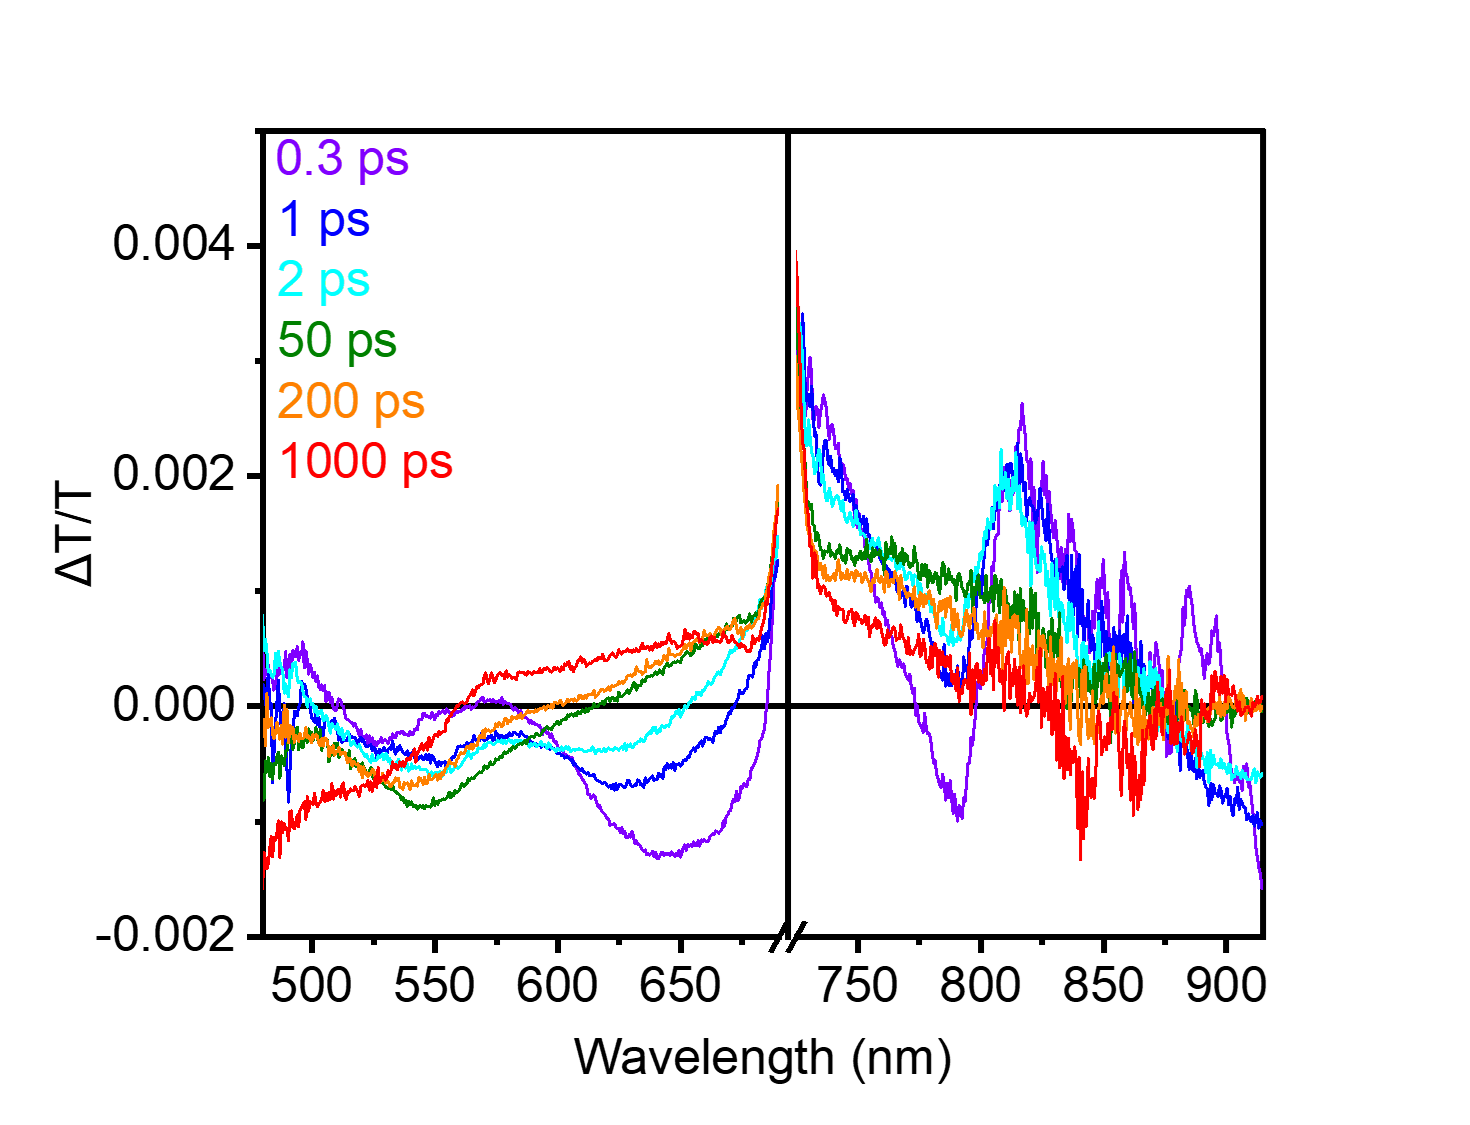 0.3 ps
1 ps
2 ps
50 ps
200 ps
1000 ps
0.004
0.002
0.000
-0.002
ΔT/T
500 550 600 650 750 800 850 900
Wavelength (nm)